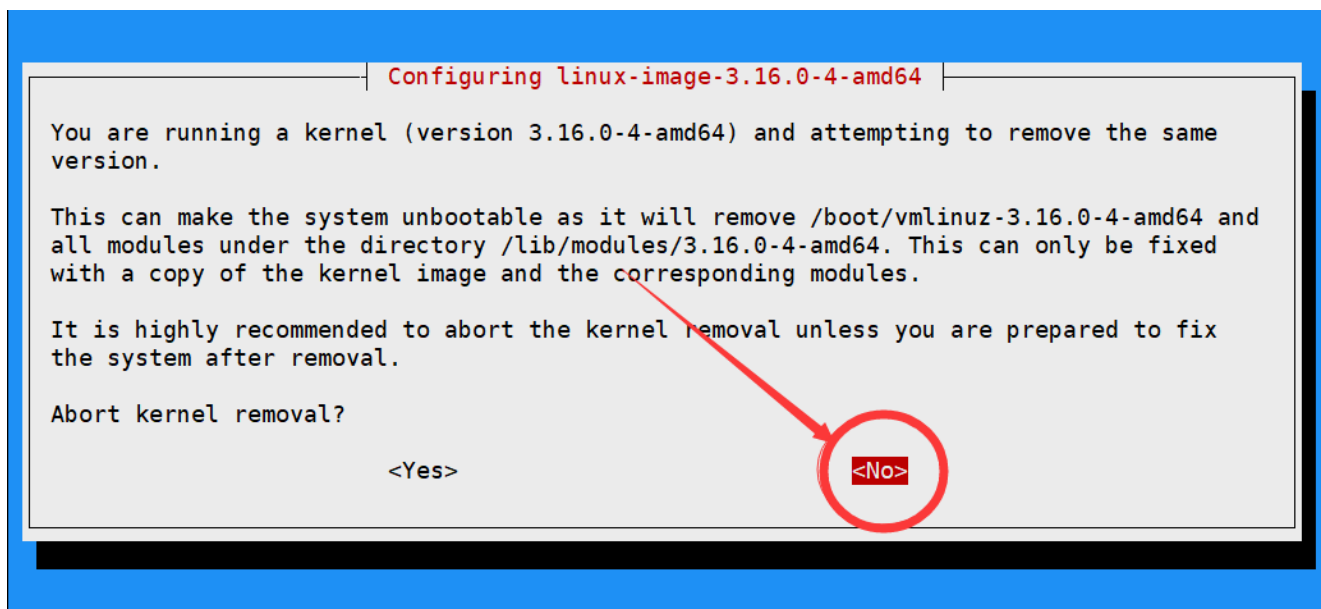 Configuring linux-image-3.16.0-4-amd64
You are running a kernel (version 3.16.0-4-amd64) and attempting to remove the same
version.
This can make the system unbootable as it will remove /boot/vmlinuz-3.16.0-4-amd64 and
all modules under the directory /lib/modules/3.16.0-4-amd64. This can only be fixed
with a copy of the kernel image and the corresponding modules.
It is highly recommended to abort the kernel removal unless you are prepared to fix
the system after removal.
Abort kernel removal?
<Yes> <No>